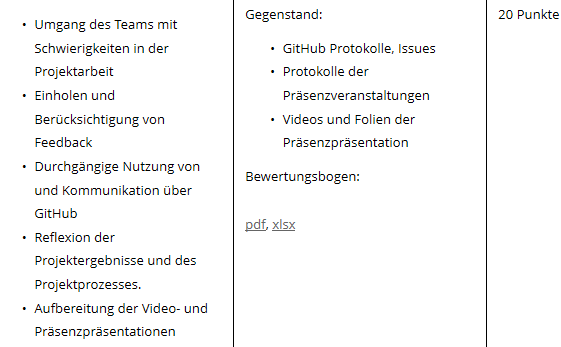 • Umgang des Teams mit
Schwierigkeiten in der
Projektarbeit
• Einholen und
Berücksichtigung von
Feedback
• Durchgängige Nutzung von
und Kommunikation über
GitHub
• Reflexion der
Projektergebnisse und des
Projektprozesses.
• Aufbereitung der Video- und
Präsenzpräsentationen
Gegenstand:
• GitHub Protokolle, Issues
• Protokolle der
Präsenzveranstaltungen
• Videos und Folien der
Präsenzpräsentation
Bewertungsbogen:
pdf, xlsx
20 Punkte